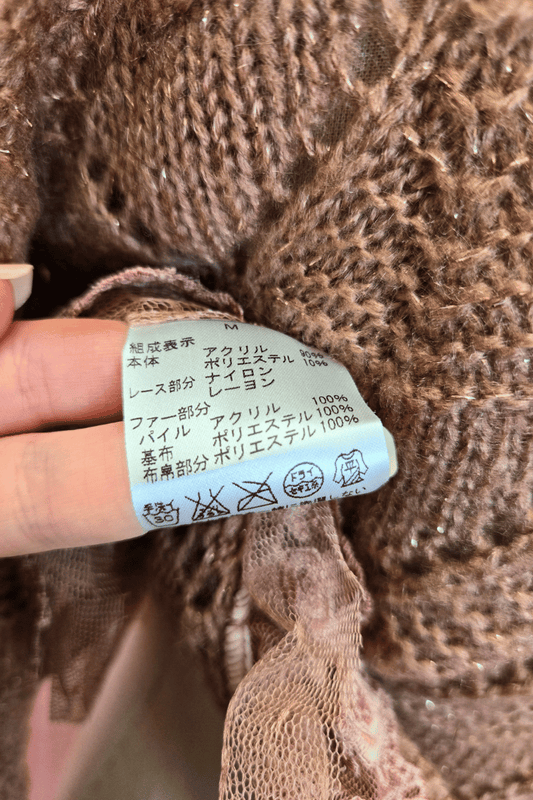 M
組成表示
本体 アクリル 90%
ポリエステル 10%
レース部分 ナイロン
レーヨン
ファー部分
パイル アクリル 100%
基布 ポリエステル 100%
布帛部分 ポリエステル 100%
手洗イ 30
ドライ セキユ系
平